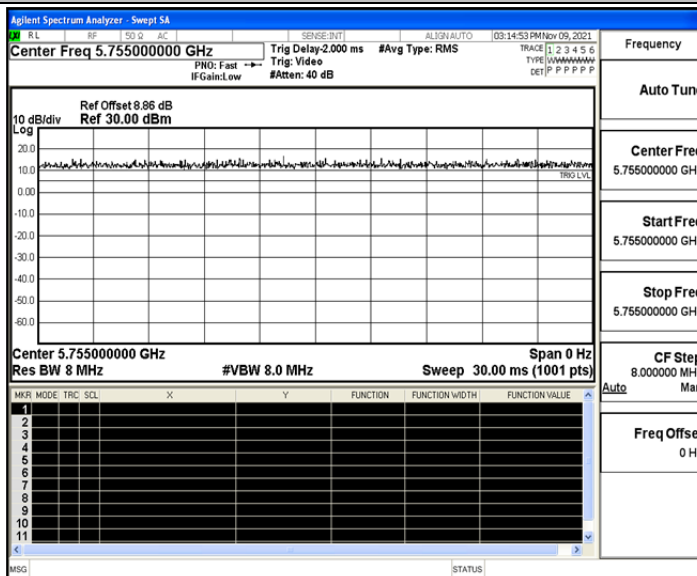 Agilent Spectrum Analyzer - Swept SA
RL RF 50 Ω AC SENSE:INT ALIGN AUTO 03:14:53 PM Nov 09, 2021
Center Freq 5.755000000 GHz
PNO: Fast
IFGain:Low
Trig Delay-2.000 ms
Trig: Video
#Atten: 40 dB
#Avg Type: RMS
TRACE 1 2 3 4 5 6
TYPE
DET P P P P P P
Ref Offset 8.86 dB
10 dB/div Ref 30.00 dBm
Log
20.0
10.0
TRIG LVL
0.00
-10.0
-20.0
-30.0
-40.0
-50.0
-60.0
Center 5.755000000 GHz Span 0 Hz
Res BW 8 MHz #VBW 8.0 MHz Sweep 30.00 ms (1001 pts)
MKR MODE TRC SCL X Y FUNCTION FUNCTION WIDTH FUNCTION VALUE
1
2
3
4
5
6
7
8
9
10
11
MSG STATUS
Frequency
Auto Tun
Center Fre
5.755000000 GH
Start Fre
5.755000000 GH
Stop Fre
5.755000000 GH
CF Step
8.000000 MH
Auto Ma
Freq Offse
0 H